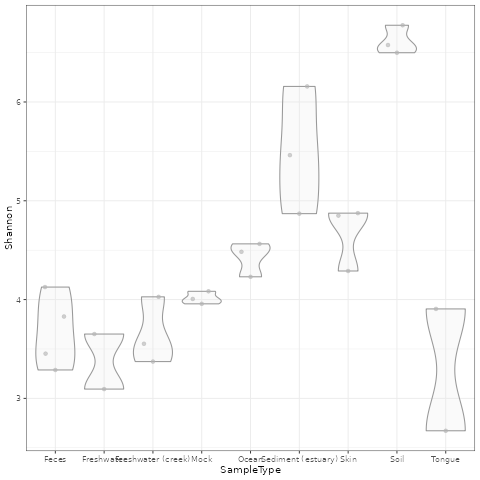 6
5
4
3
Shannon
Feces Freshwater Freshwater (creek) Mock Ocean Sediment (estuary) Skin Soil Tongue
SampleType